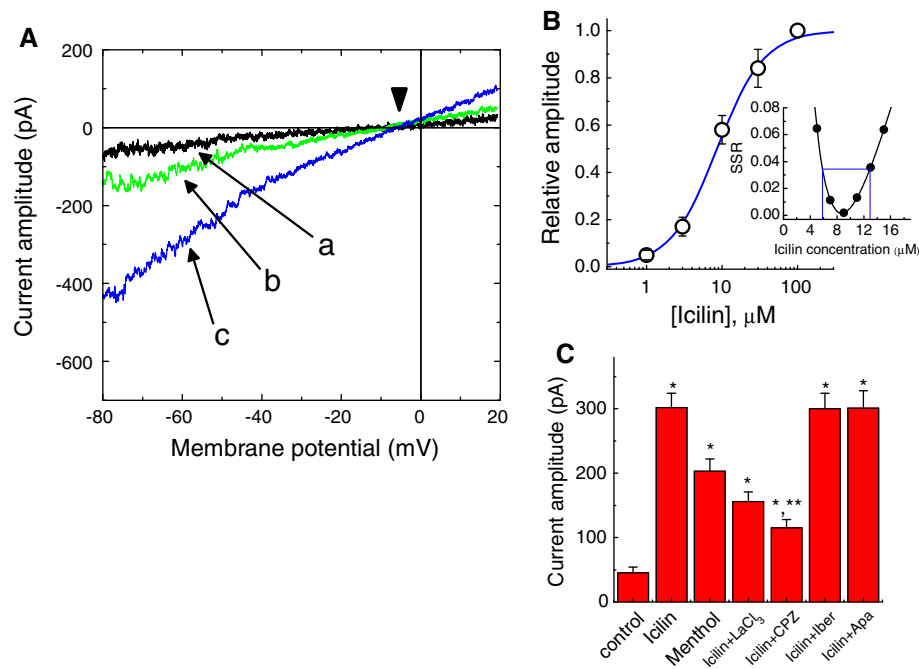 A
200
0
-200
-400
-600
-80
-60
-40
-20
0
20
Current amplitude (pA)
Membrane potential (mV)
a
b
c
B
1.0
0.8
0.6
0.4
0.2
0.0
1
10
100
Relative amplitude
[Icilin], μM
0.08
0.06
0.04
0.02
0.00
4
8
12
16
SSR
Icilin concentration (μM)
C
300
200
100
0
Current amplitude (pA)
*
*
*
*,**
*
*
control
Icilin
Menthol
Icilin+LaCl3
Icilin+CPZ
Icilin+Iber
Icilin+Apa